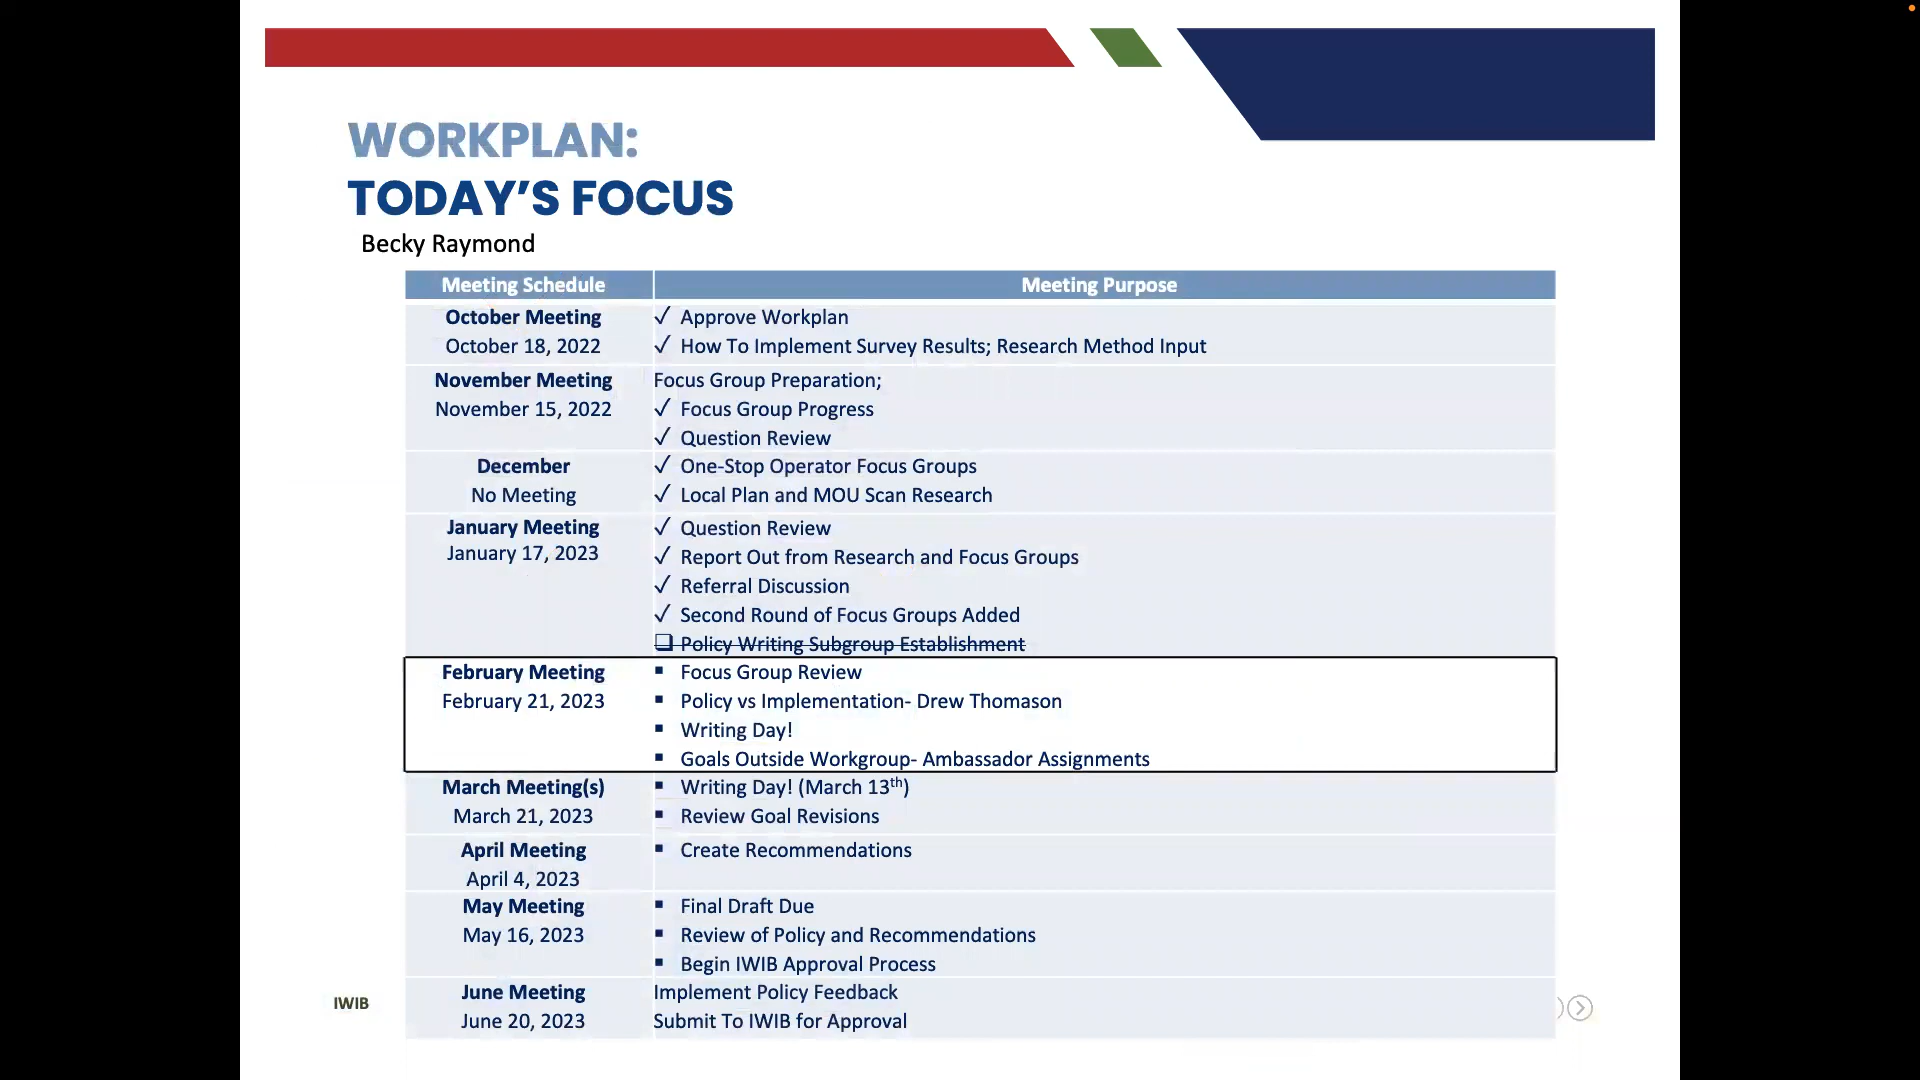 WORKPLAN:
TODAY’S FOCUS
Becky Raymond
Meeting Schedule
Meeting Purpose
October Meeting
October 18, 2022
✓ Approve Workplan
✓ How To Implement Survey Results; Research Method Input
November Meeting
November 15, 2022
Focus Group Preparation;
✓ Focus Group Progress
✓ Question Review
December
No Meeting
✓ One-Stop Operator Focus Groups
✓ Local Plan and MOU Scan Research
January Meeting
January 17, 2023
✓ Question Review
✓ Report Out from Research and Focus Groups
✓ Referral Discussion
✓ Second Round of Focus Groups Added
❑ Policy Writing Subgroup Establishment
February Meeting
February 21, 2023
▪ Focus Group Review
▪ Policy vs Implementation- Drew Thomason
▪ Writing Day!
▪ Goals Outside Workgroup- Ambassador Assignments
March Meeting(s)
March 21, 2023
▪ Writing Day! (March 13th)
▪ Review Goal Revisions
April Meeting
April 4, 2023
▪ Create Recommendations
May Meeting
May 16, 2023
▪ Final Draft Due
▪ Review of Policy and Recommendations
▪ Begin IWIB Approval Process
June Meeting
June 20, 2023
Implement Policy Feedback
Submit To IWIB for Approval
IWIB